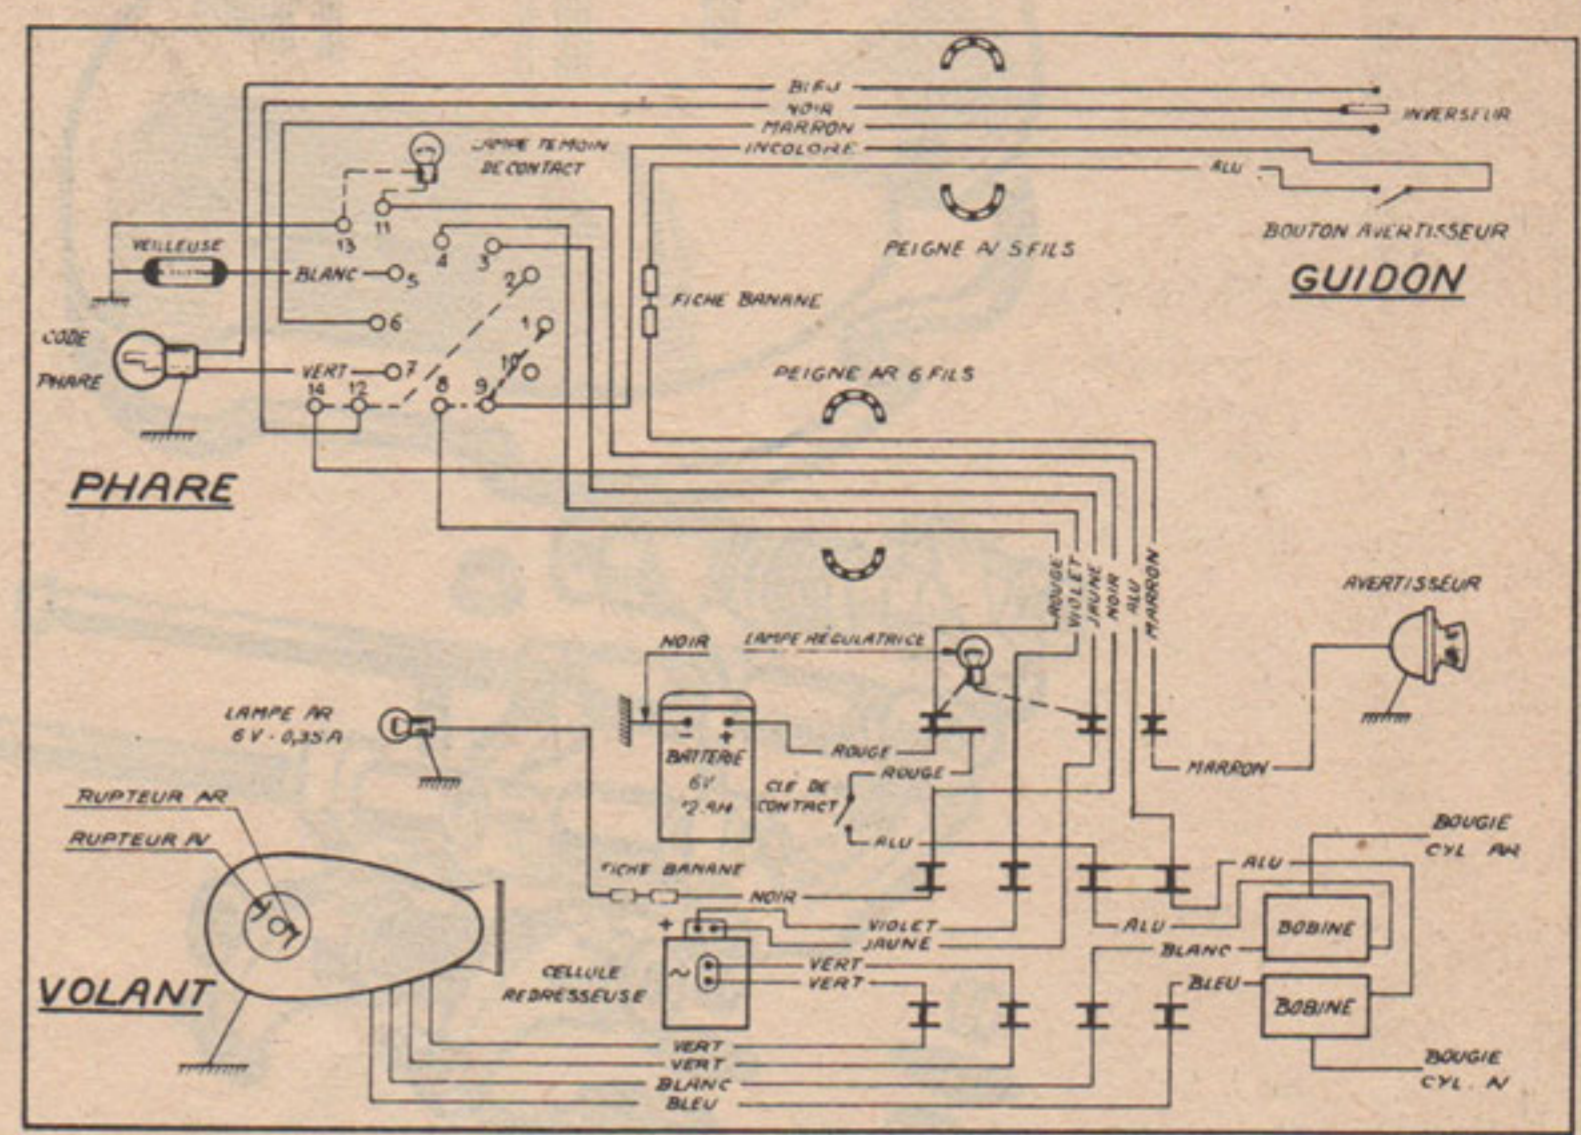 BLEU
NOIR
MARRON
INCOLORE
ALU
INVERSEUR
BOUTON AVERTISSEUR
GUIDON
LAMPE TEMOIN
DE CONTACT
PEIGNE AV 5 FILS
VEILLEUSE
BLANC
13
11
4
3
5
2
6
1
7
10
14
12
8
9
CODE
PHARE
VERT
PHARE
FICHE BANANE
PEIGNE AR 6 FILS
ROUGE
VIOLET
JAUNE
NOIR
ALU
MARRON
AVERTISSEUR
NOIR
LAMPE RÉGULATRICE
LAMPE AR
6 V - 0,35 A
- +
BATTERIE
6V
ROUGE
ROUGE
CLÉ DE
CONTACT
ALU
MARRON
RUPTEUR AR
RUPTEUR AV
VOLANT
FICHE BANANE
NOIR
+
VIOLET
JAUNE
VERT
VERT
~
CELLULE
REDRESSEUSE
BOUGIE
CYL AR
ALU
ALU
BOBINE
BLANC
BLEU
BOBINE
BOUGIE
CYL. AV
VERT
VERT
BLANC
BLEU